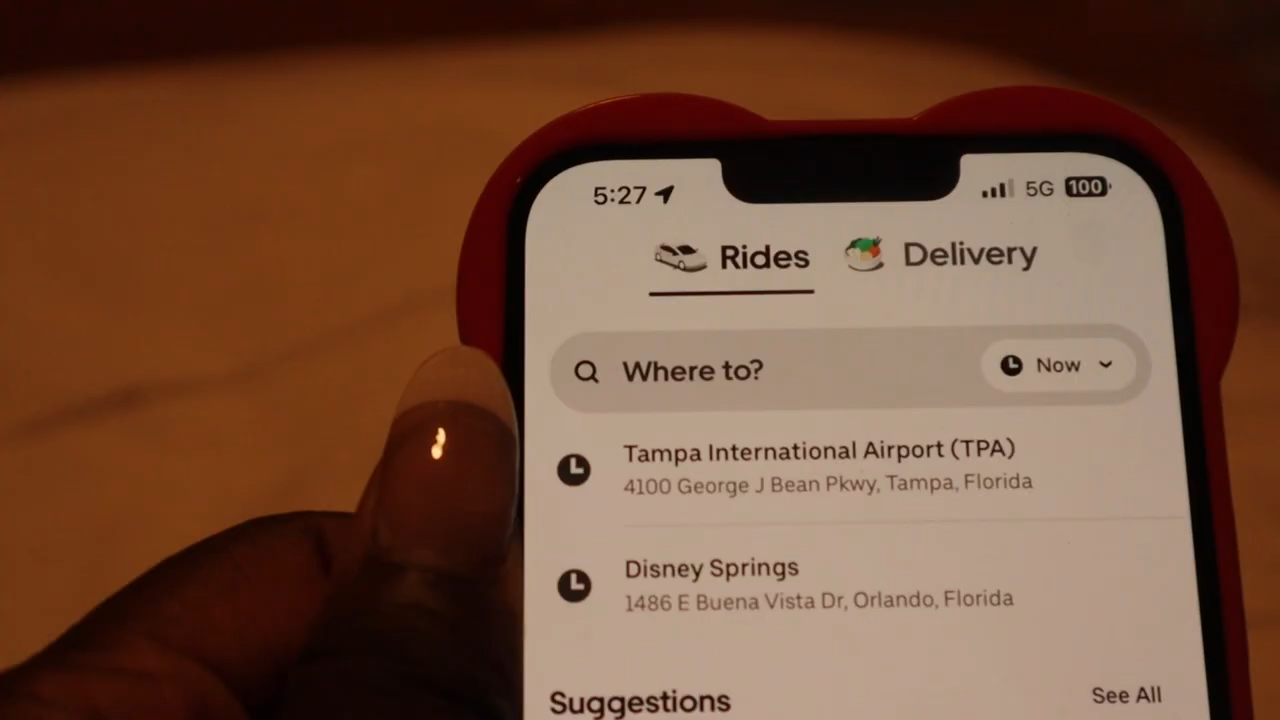 5:27 5G 100
Rides Delivery
Where to? Now
Tampa International Airport (TPA)
4100 George J Bean Pkwy, Tampa, Florida
Disney Springs
1486 E Buena Vista Dr, Orlando, Florida
Suggestions See All